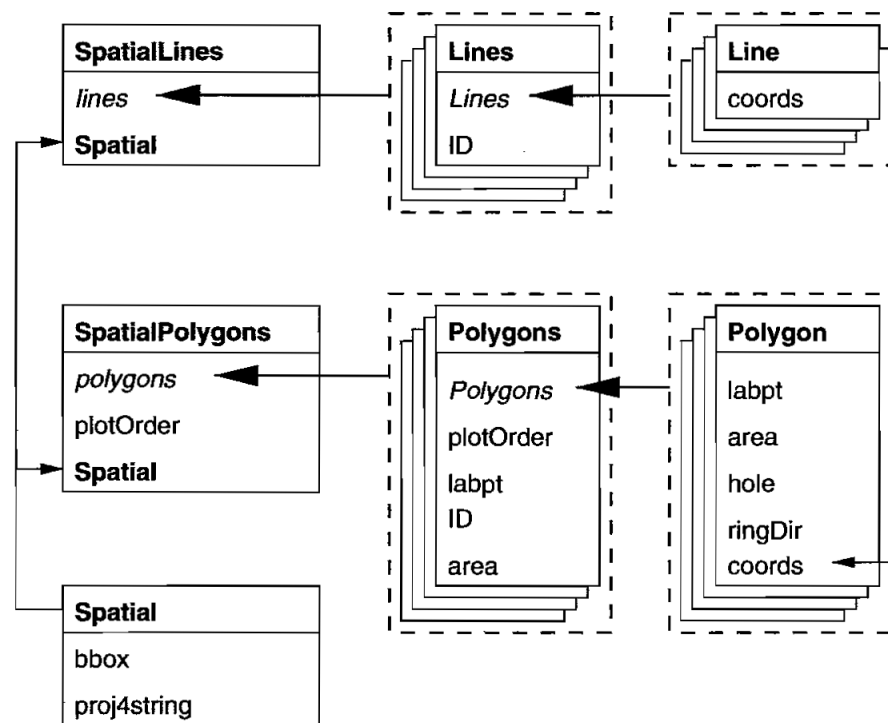 SpatialLines
lines
Spatial
Lines
Lines
ID
Line
coords
SpatialPolygons
polygons
plotOrder
Spatial
Polygons
Polygons
plotOrder
labpt
ID
area
Polygon
labpt
area
hole
ringDir
coords
Spatial
bbox
proj4string